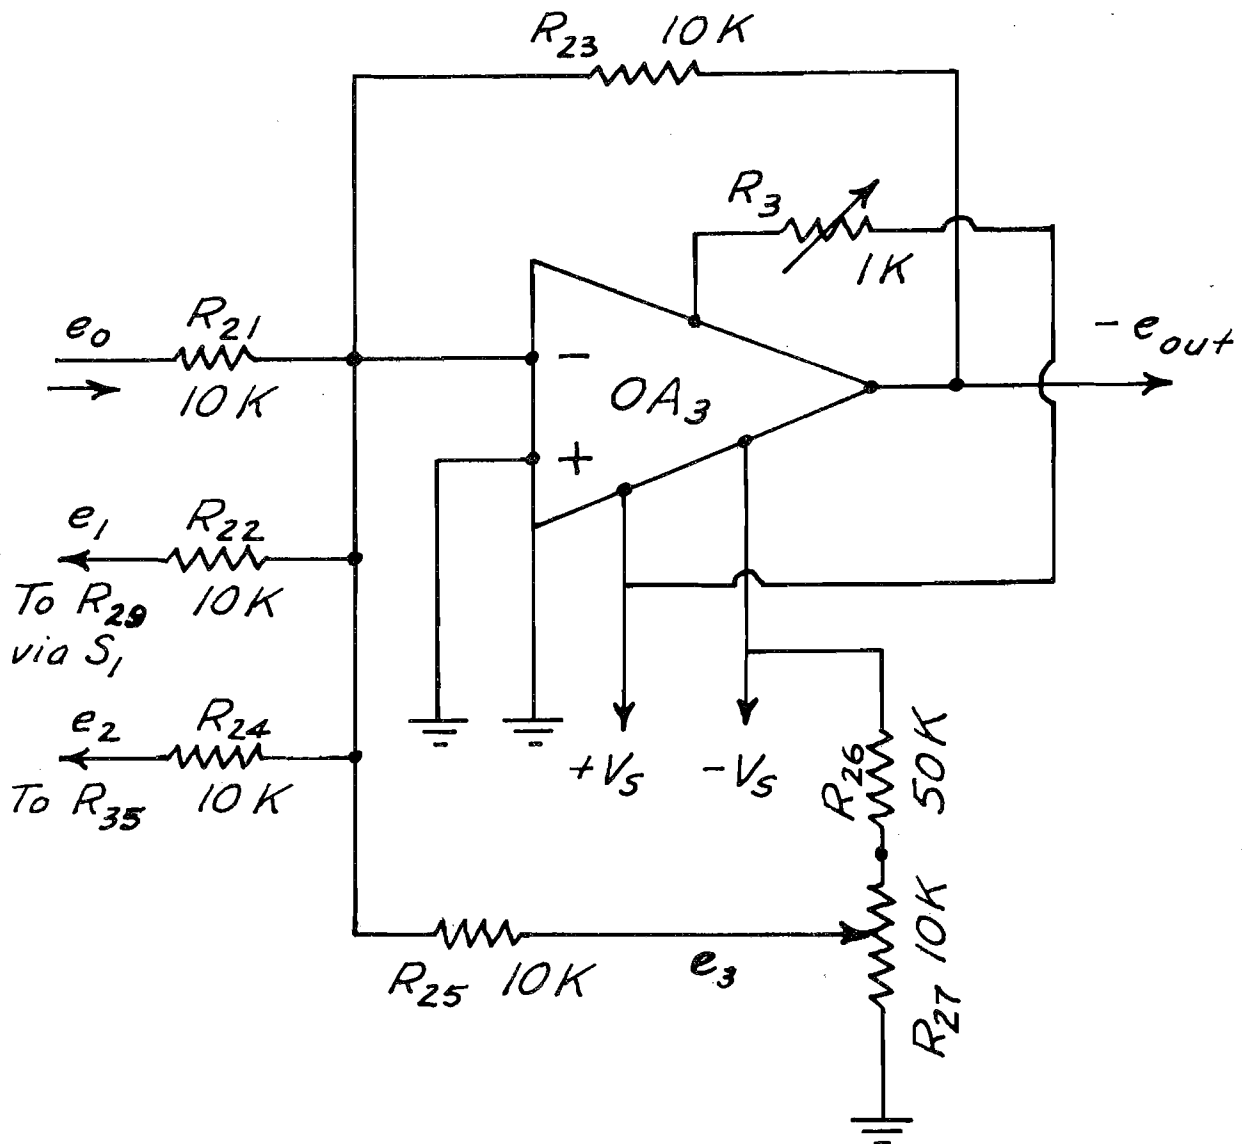 R23 10K
R3
1K
e0 R21
10K
-
OA3
+
-eout
e1 R22
To R29 10K
via S1
e2 R24
To R35 10K
+Vs -Vs
R26 50K
R25 10K e3
R27 10K